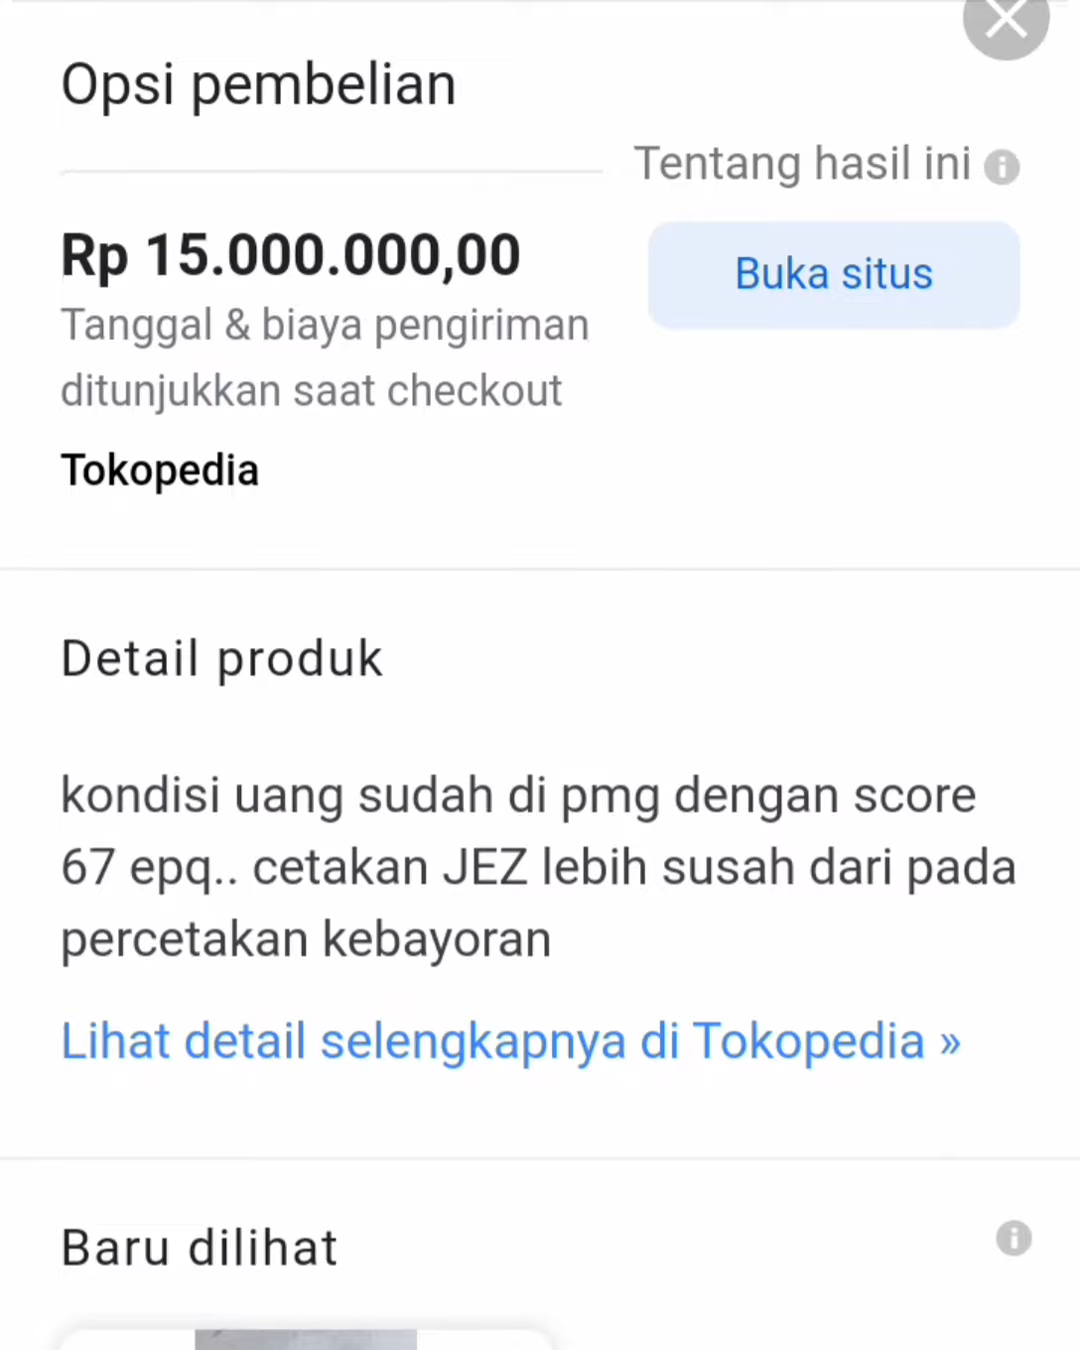 Opsi pembelian
Tentang hasil ini
Rp 15.000.000,00
Buka situs
Tanggal & biaya pengiriman
ditunjukkan saat checkout
Tokopedia
Detail produk
kondisi uang sudah di pmg dengan score
67 epq.. cetakan JEZ lebih susah dari pada
percetakan kebayoran
Lihat detail selengkapnya di Tokopedia »
Baru dilihat